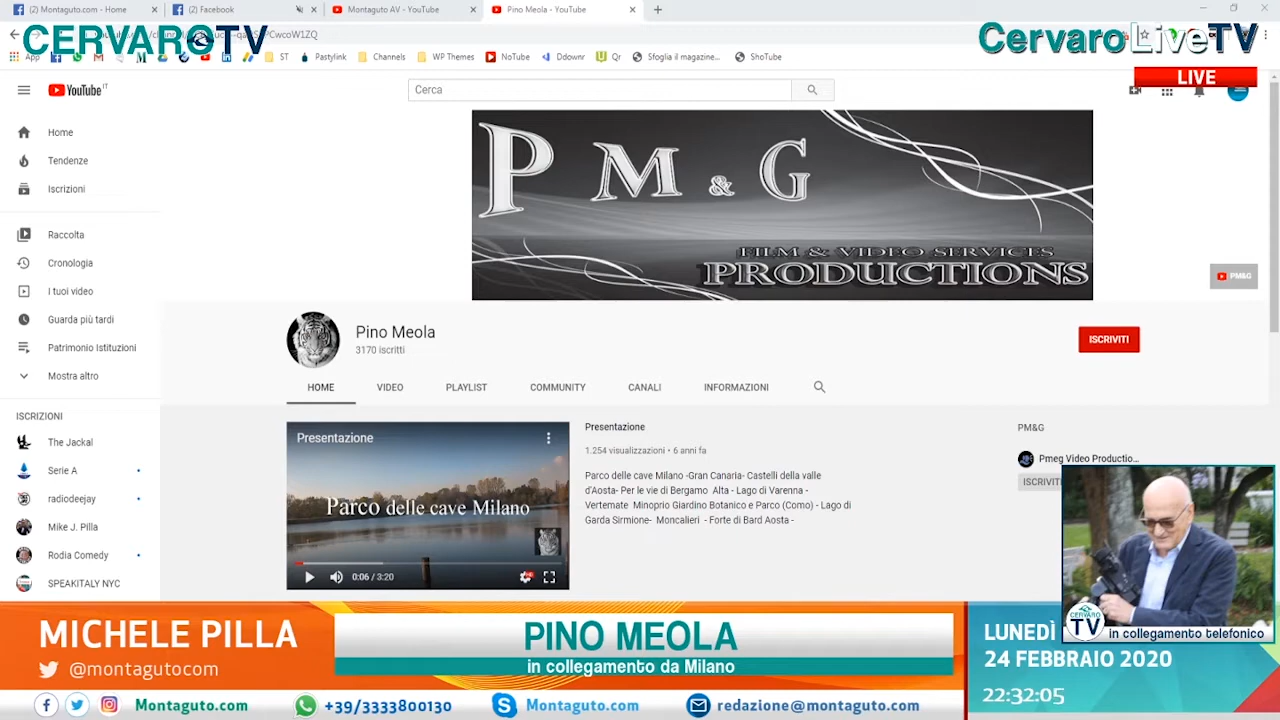 (2) Montaguto.com - Home
(2) Facebook
Montaguto AV - YouTube
Pino Meola - YouTube
CERVARO TV
CervaroLiveTV
LIVE
App
ST
Pastylink
Channels
WP Themes
NoTube
Ddownr
Qr
Sfoglia il magazine...
ShoTube
YouTube IT
Cerca
Home
Tendenze
Iscrizioni
Raccolta
Cronologia
I tuoi video
Guarda più tardi
Patrimonio Istituzioni
Mostra altro
ISCRIZIONI
The Jackal
Serie A
radiodeejay
Mike J. Pilla
Rodia Comedy
SPEAKITALY NYC
P M & G
FILM & VIDEO SERVICES
PRODUCTIONS
PM&G
Pino Meola
3170 iscritti
ISCRIVITI
HOME
VIDEO
PLAYLIST
COMMUNITY
CANALI
INFORMAZIONI
Presentazione
Parco delle cave Milano
0:06 / 3:20
Presentazione
1.254 visualizzazioni • 6 anni fa
Parco delle cave Milano -Gran Canaria- Castelli della valle
d'Aosta- Per le vie di Bergamo Alta - Lago di Varenna -
Vertemate Minoprio Giardino Botanico e Parco (Como) - Lago di
Garda Sirmione- Moncalieri - Forte di Bard Aosta -
PM&G
Pmeg Video Productio...
ISCRIVITI
CERVARO
TV
in collegamento telefonico
MICHELE PILLA
@montagutocom
PINO MEOLA
in collegamento da Milano
LUNEDÌ
24 FEBBRAIO 2020
22:32:05
Montaguto.com
+39/3333800130
Montaguto.com
redazione@montaguto.com